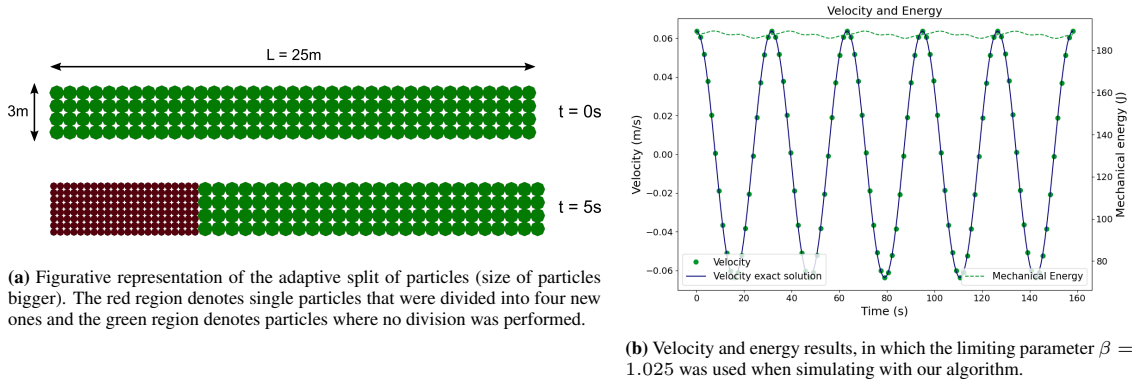 L = 25m
3m
t = 0s
t = 5s
(a) Figurative representation of the adaptive split of particles (size of particles
bigger). The red region denotes single particles that were divided into four new
ones and the green region denotes particles where no division was performed.
Velocity and Energy
0.06
0.04
0.02
0.00
−0.02
−0.04
−0.06
Velocity (m/s)
180
160
140
120
100
80
Mechanical energy (J)
Velocity
Velocity exact solution
Mechanical Energy
0 20 40 60 80 100 120 140 160
Time (s)
(b) Velocity and energy results, in which the limiting parameter β =
1.025 was used when simulating with our algorithm.